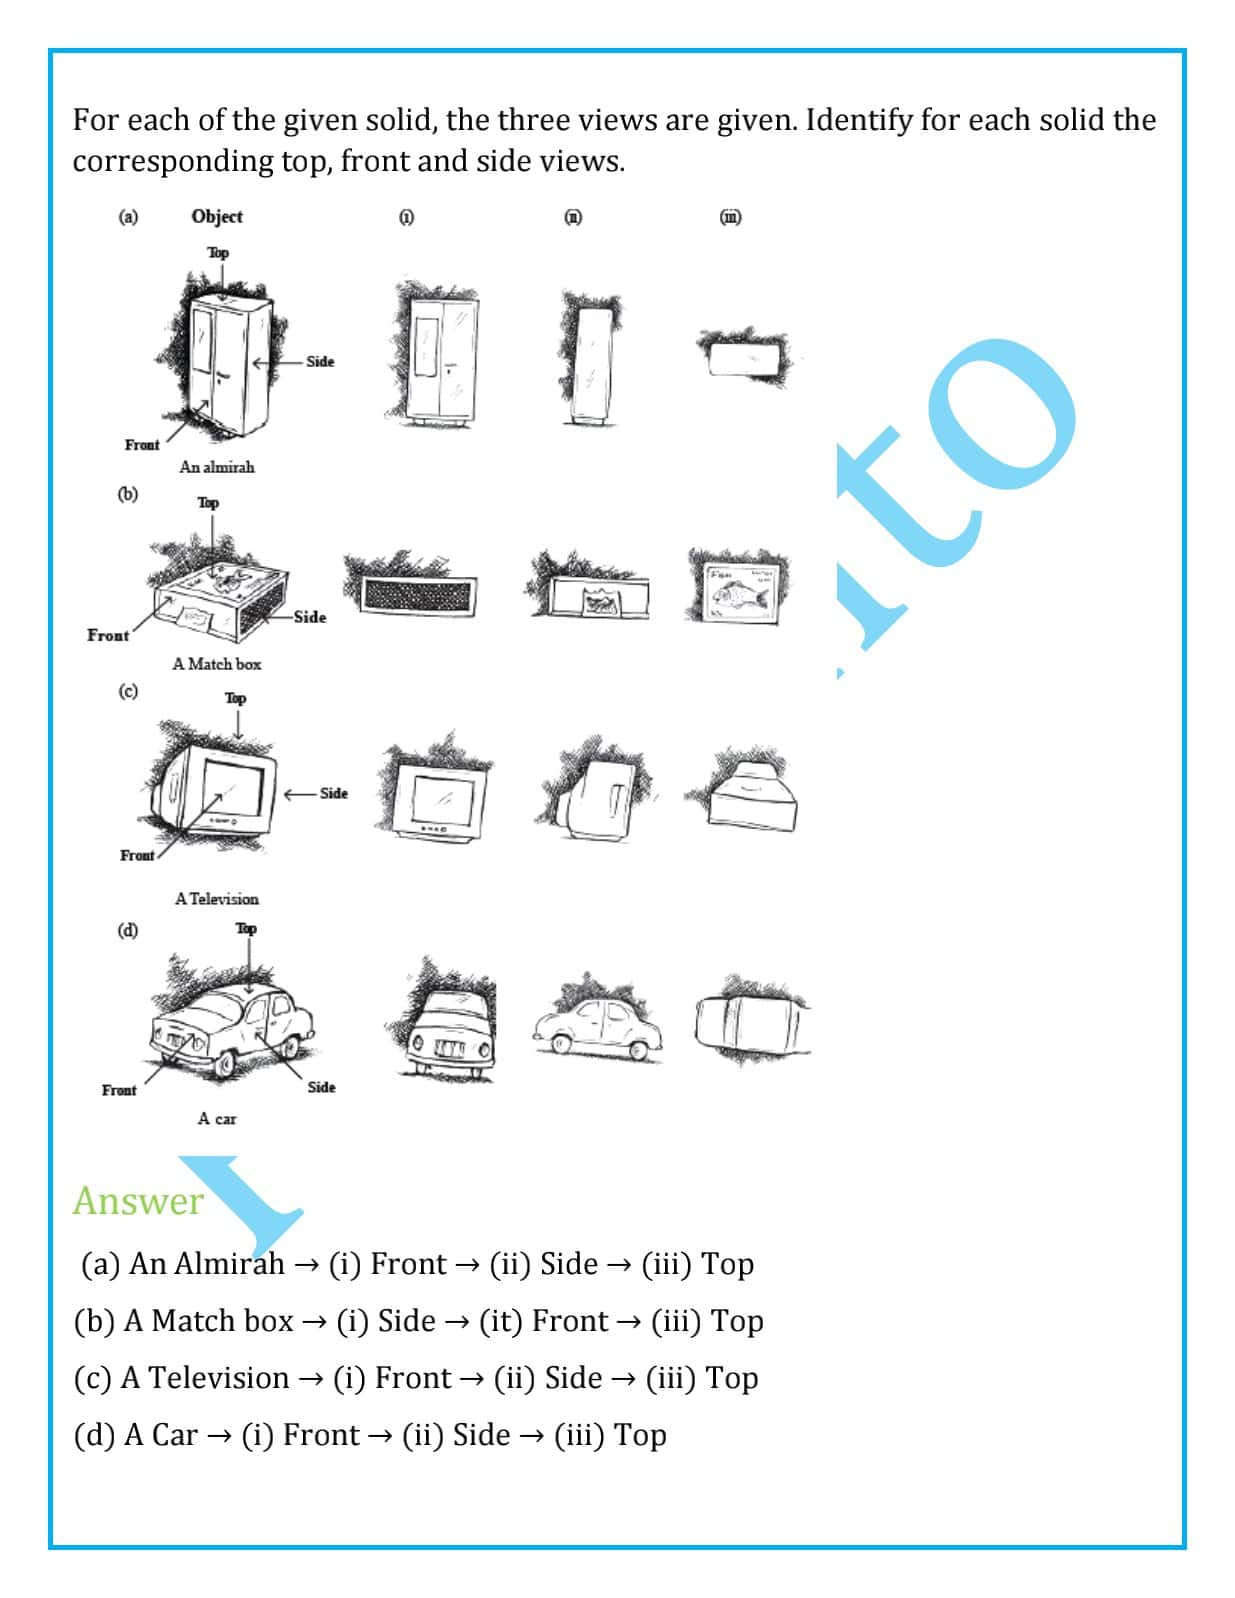 For each of the given solid, the three views are given. Identify for each solid the
corresponding top, front and side views.
(a) Object (i) (ii) (iii)
Top
Side
Front
An almirah
(b)
Top
Side
Front
A Match box
(c)
Top
Side
Front
A Television
(d)
Top
Front
Side
A car
Answer
(a) An Almirah → (i) Front → (ii) Side → (iii) Top
(b) A Match box → (i) Side → (it) Front → (iii) Top
(c) A Television → (i) Front → (ii) Side → (iii) Top
(d) A Car → (i) Front → (ii) Side → (iii) Top